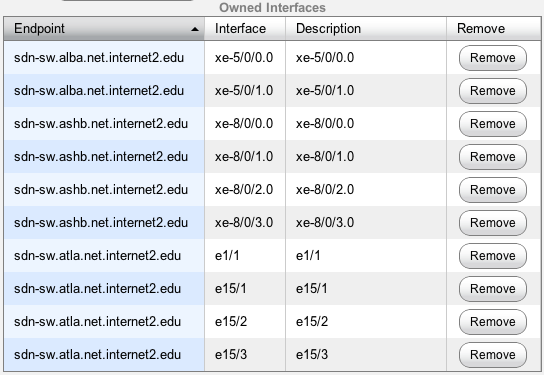 Owned Interfaces
Endpoint Interface Description Remove
sdn-sw.alba.net.internet2.edu xe-5/0/0.0 xe-5/0/0.0 Remove
sdn-sw.alba.net.internet2.edu xe-5/0/1.0 xe-5/0/1.0 Remove
sdn-sw.ashb.net.internet2.edu xe-8/0/0.0 xe-8/0/0.0 Remove
sdn-sw.ashb.net.internet2.edu xe-8/0/1.0 xe-8/0/1.0 Remove
sdn-sw.ashb.net.internet2.edu xe-8/0/2.0 xe-8/0/2.0 Remove
sdn-sw.ashb.net.internet2.edu xe-8/0/3.0 xe-8/0/3.0 Remove
sdn-sw.atla.net.internet2.edu e1/1 e1/1 Remove
sdn-sw.atla.net.internet2.edu e15/1 e15/1 Remove
sdn-sw.atla.net.internet2.edu e15/2 e15/2 Remove
sdn-sw.atla.net.internet2.edu e15/3 e15/3 Remove